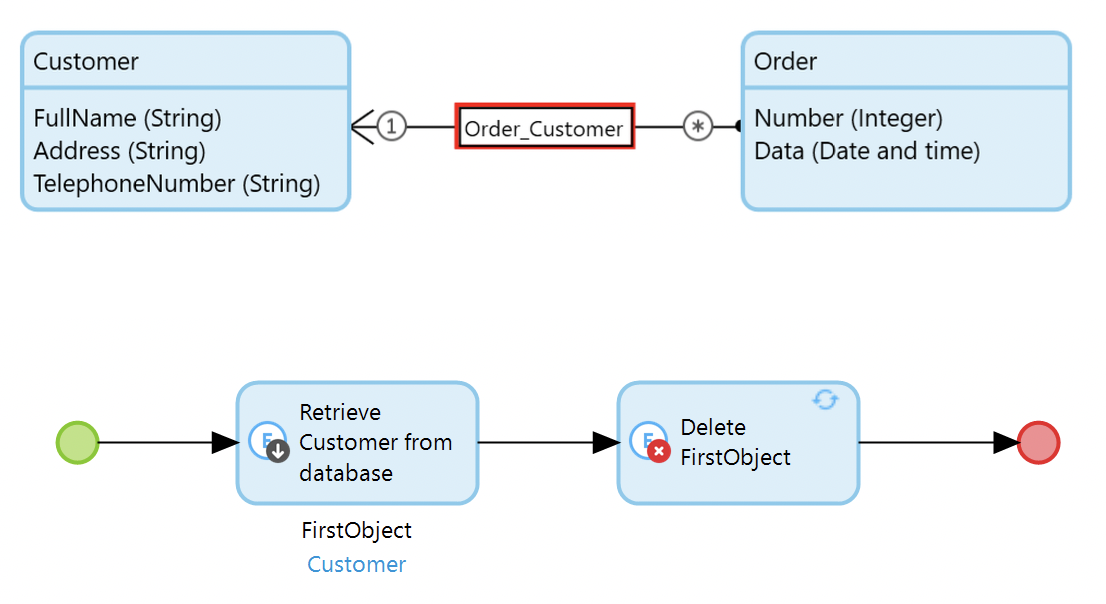 Customer
FullName (String)
Address (String)
TelephoneNumber (String)
1
Order_Customer
*
Order
Number (Integer)
Data (Date and time)
E
Retrieve
Customer from
database
FirstObject
Customer
E
Delete
FirstObject